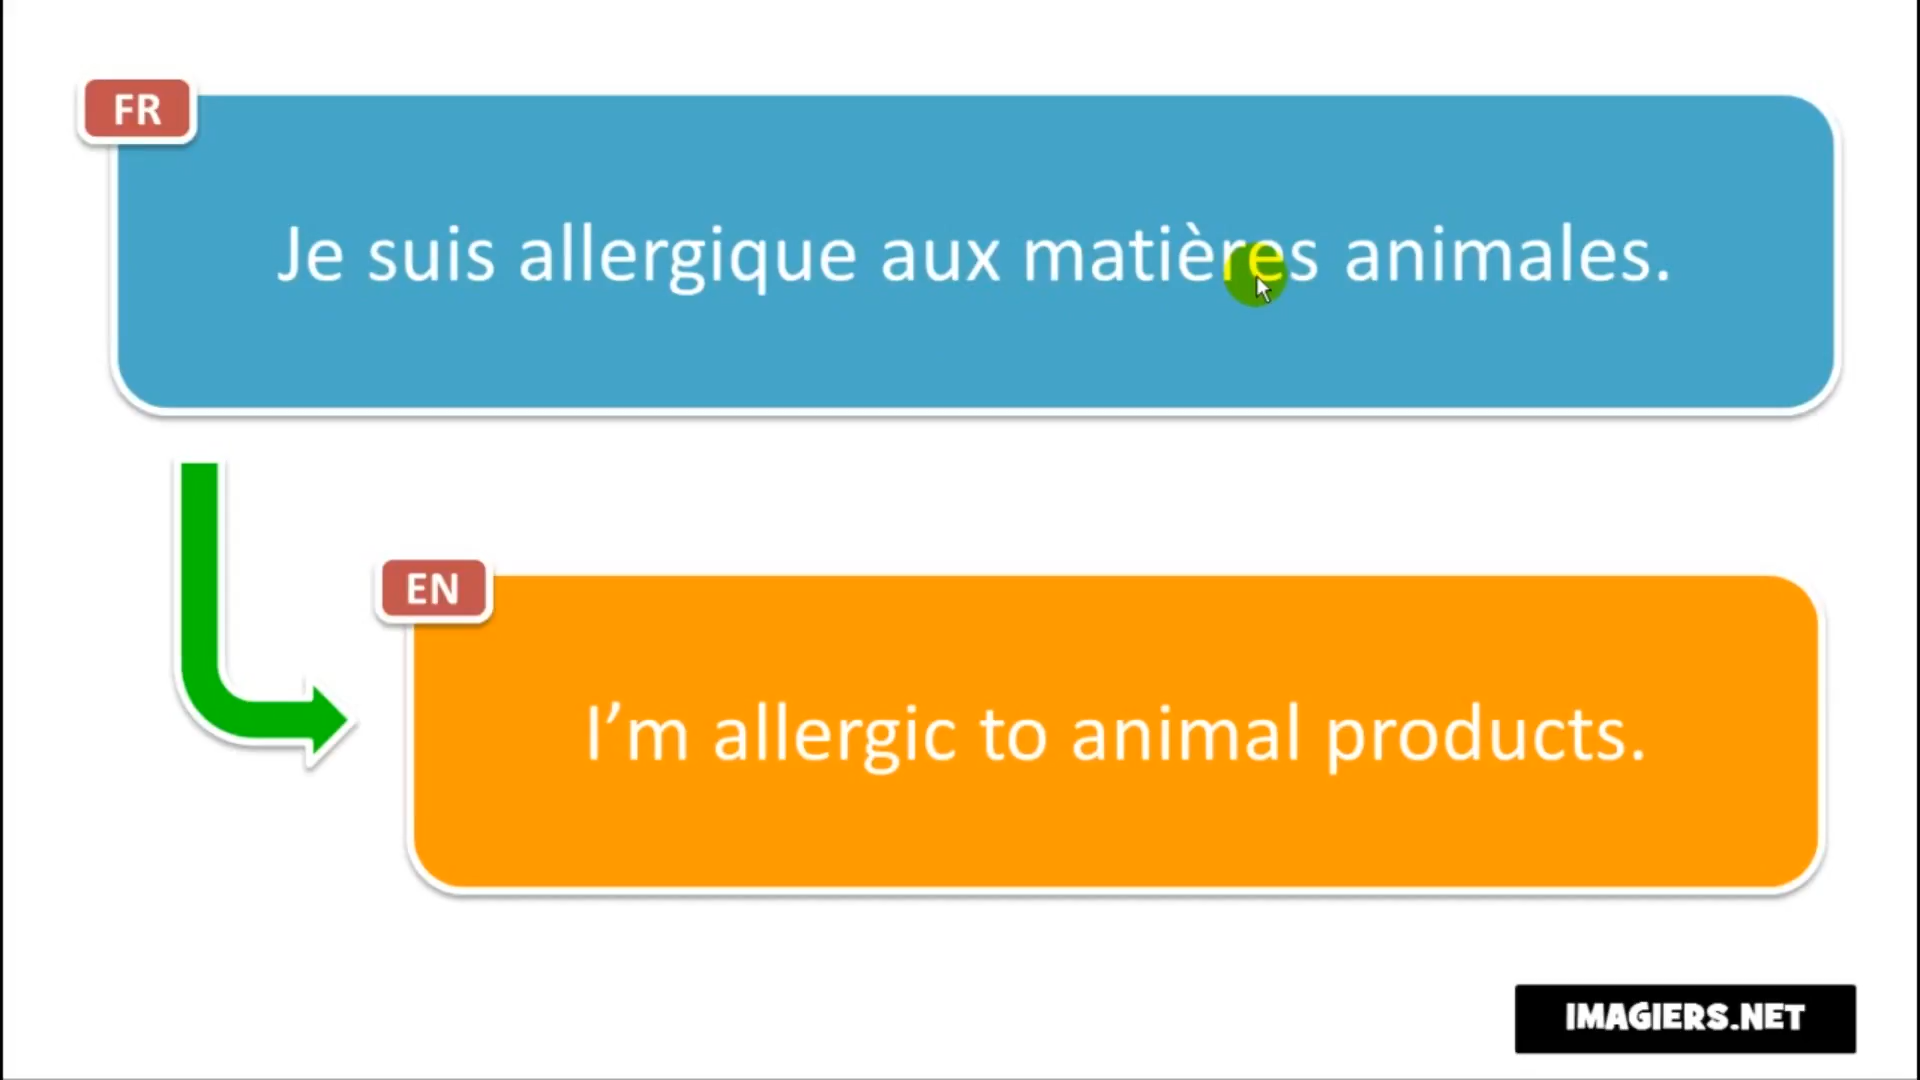 FR
Je suis allergique aux matières animales.
EN
I’m allergic to animal products.
IMAGIERS.NET